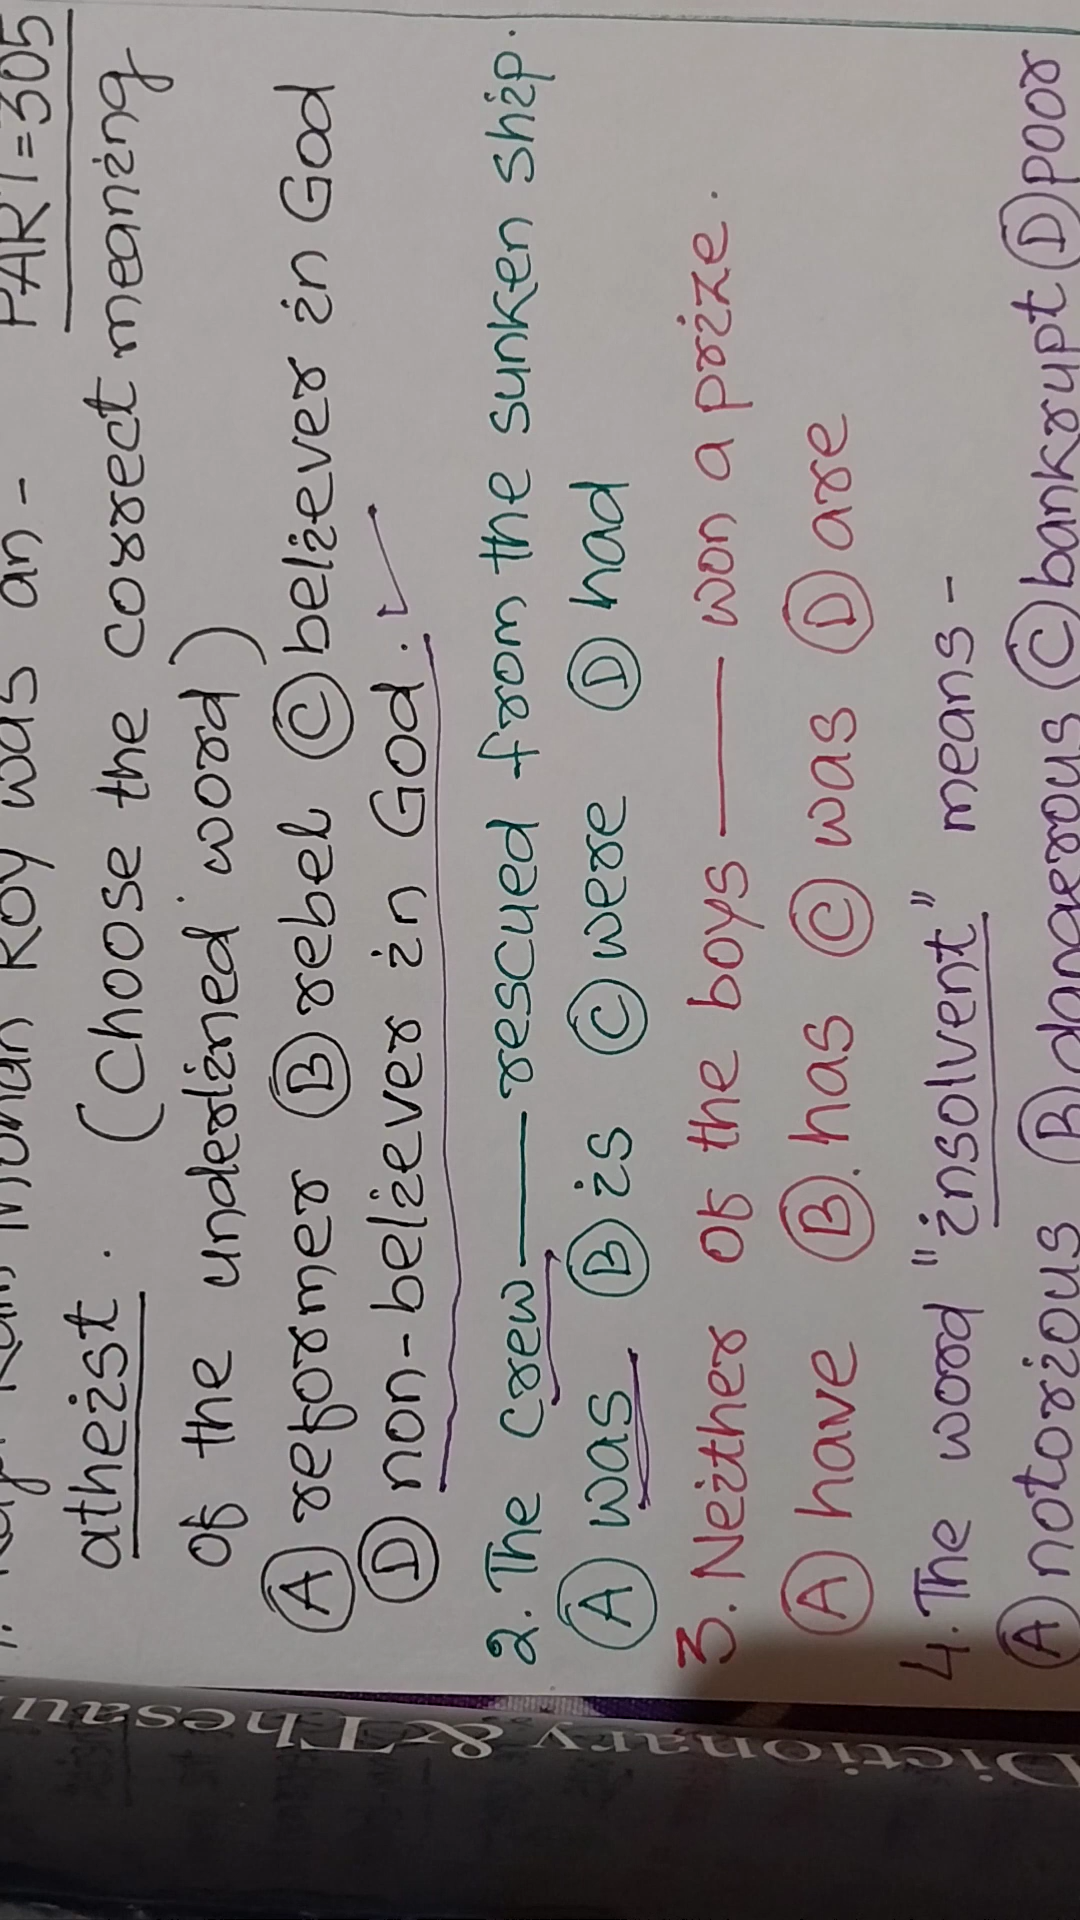 PART=305
Mohan Roy was an -
atheist. (Choose the correct meaning
of the underlined word)
(A) reformer (B) rebel (C) believer in God
(D) non-believer in God.
2. The crew — rescued from the sunken ship.
(A) was (B) is (C) were (D) had
3. Neither of the boys — won a prize.
(A) have (B). has (C) was (D) are
4. The word "insolvent" means -
(A) notorious (B) dangerous (C) bankrupt (D) poor
Dictionary & Thesau